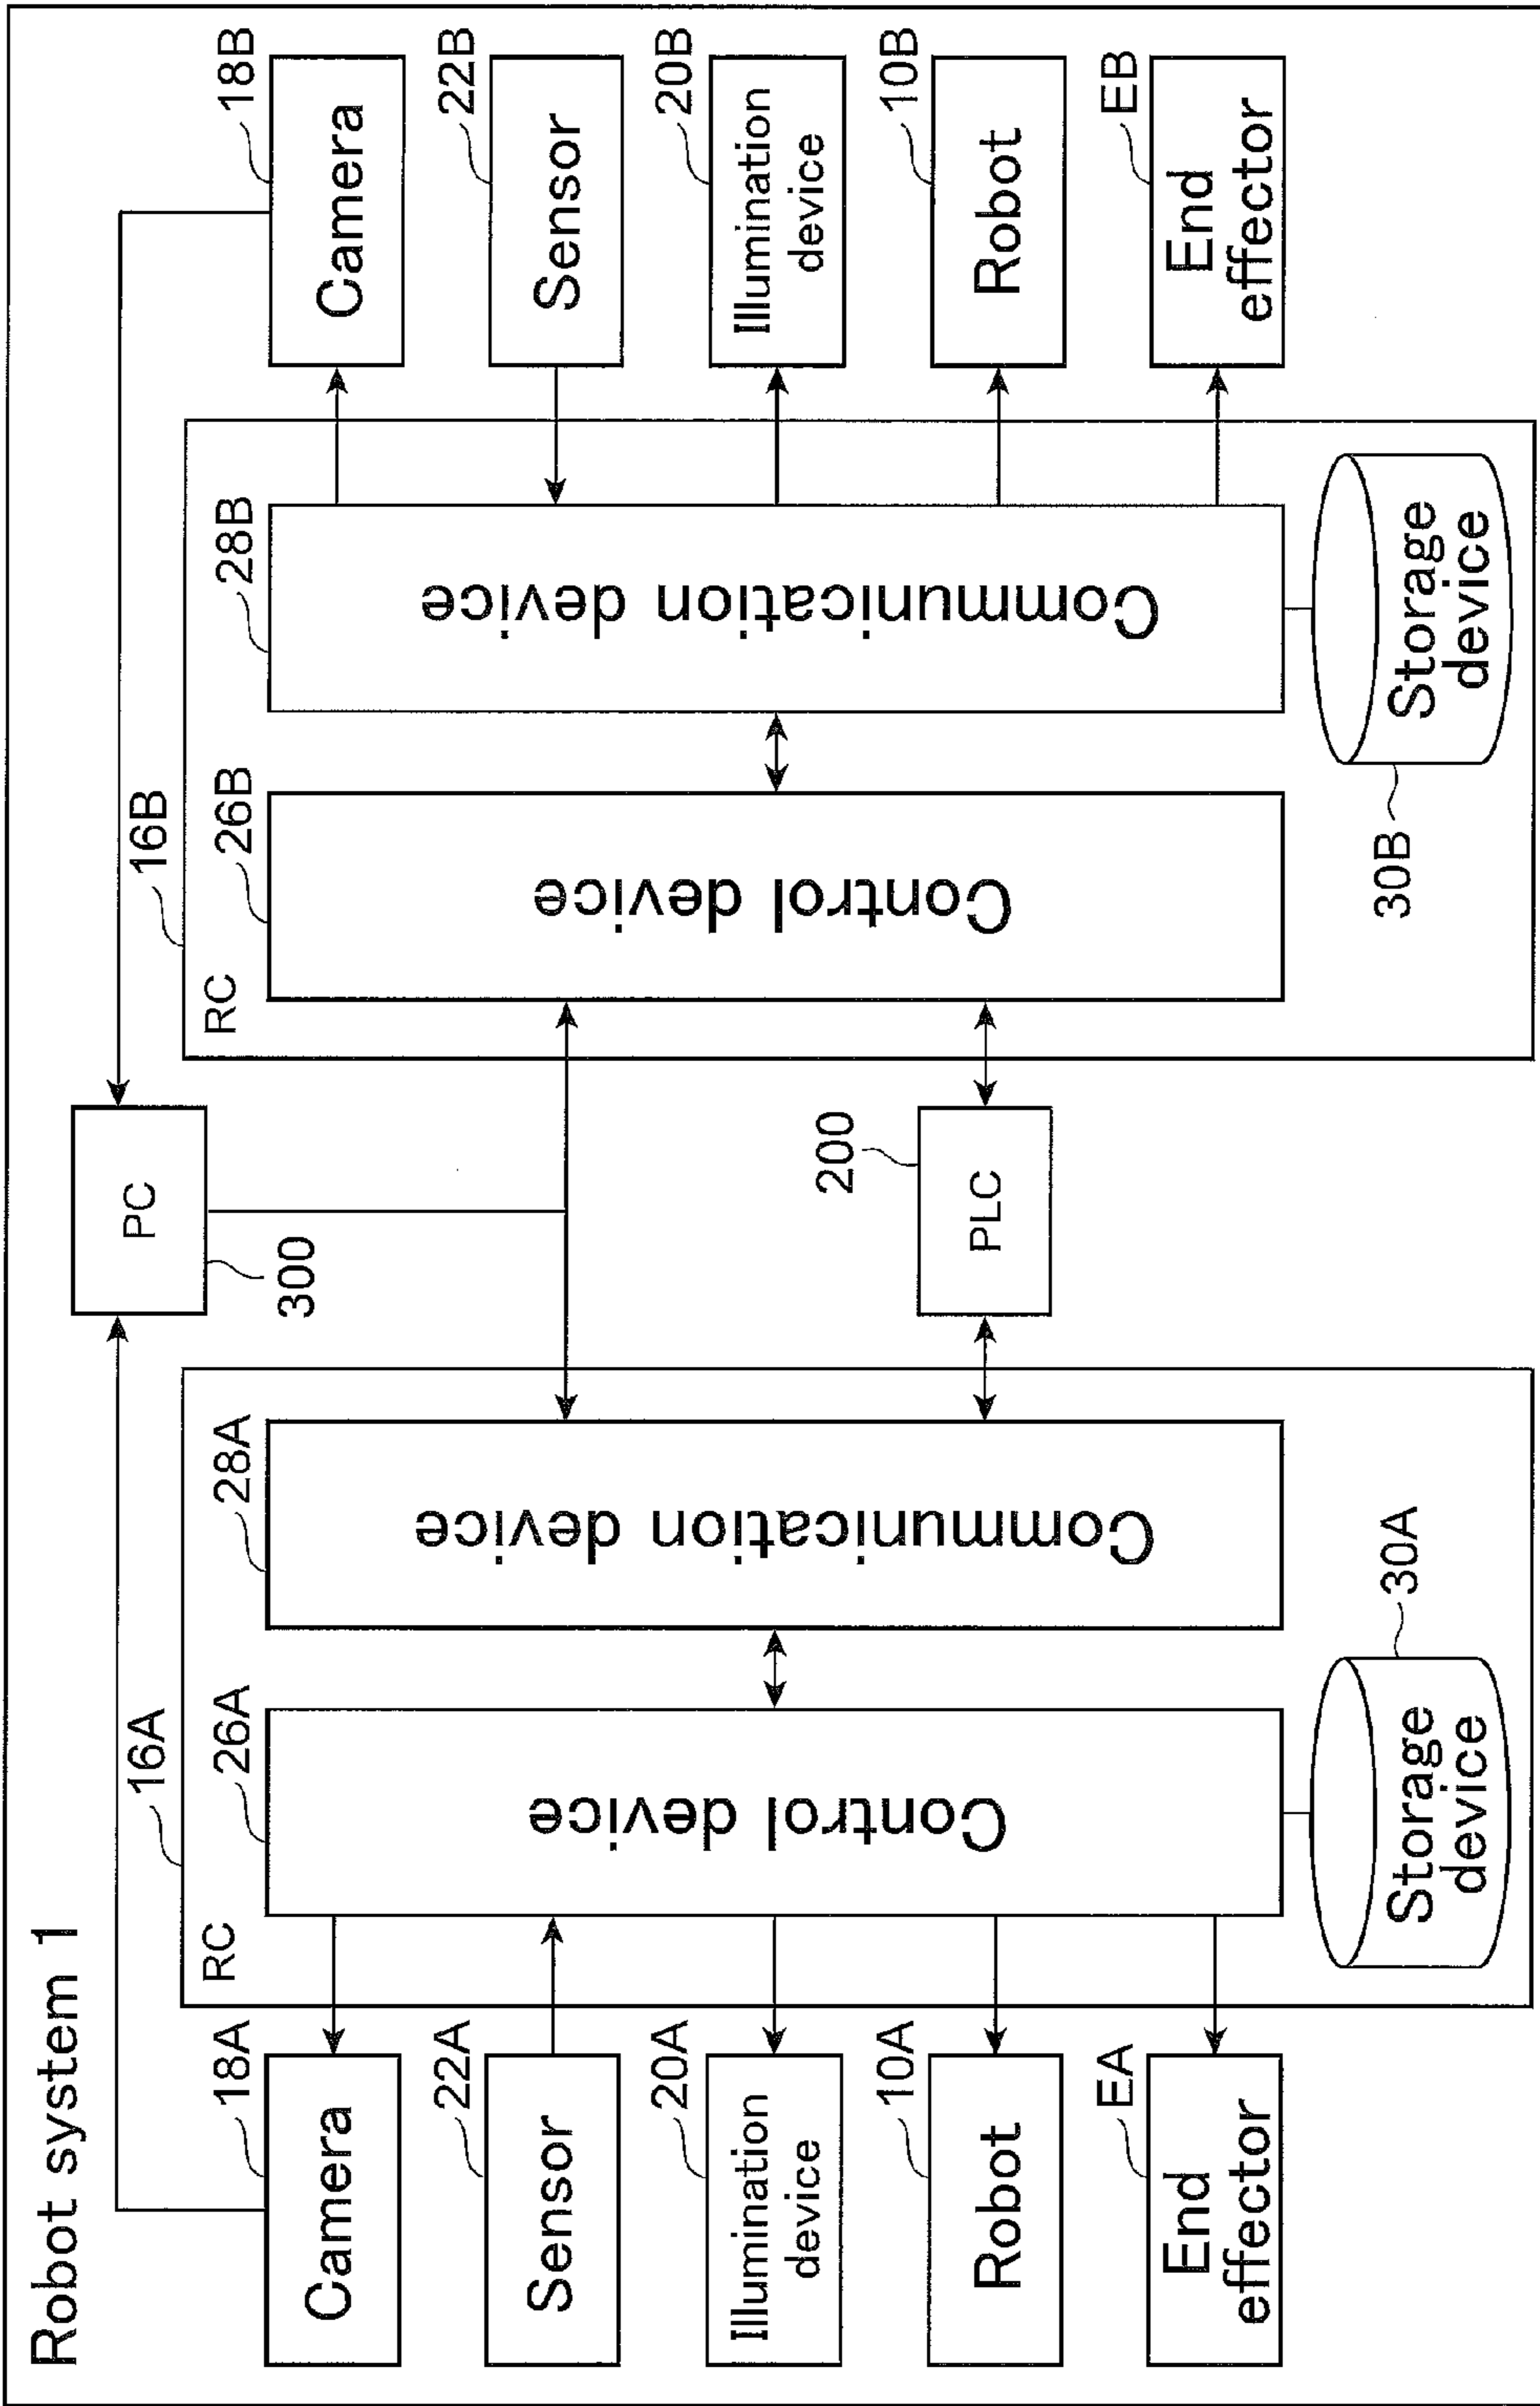 Robot system 1
16A
RC
18A
Camera
22A
Sensor
20A
Illumination
device
10A
Robot
EA
End
effector
26A
Control device
28A
Communication device
30A
Storage
device
PC
300
200
PLC
16B
RC
26B
Control device
28B
Communication device
30B
Storage
device
18B
Camera
22B
Sensor
20B
Illumination
device
10B
Robot
EB
End
effector